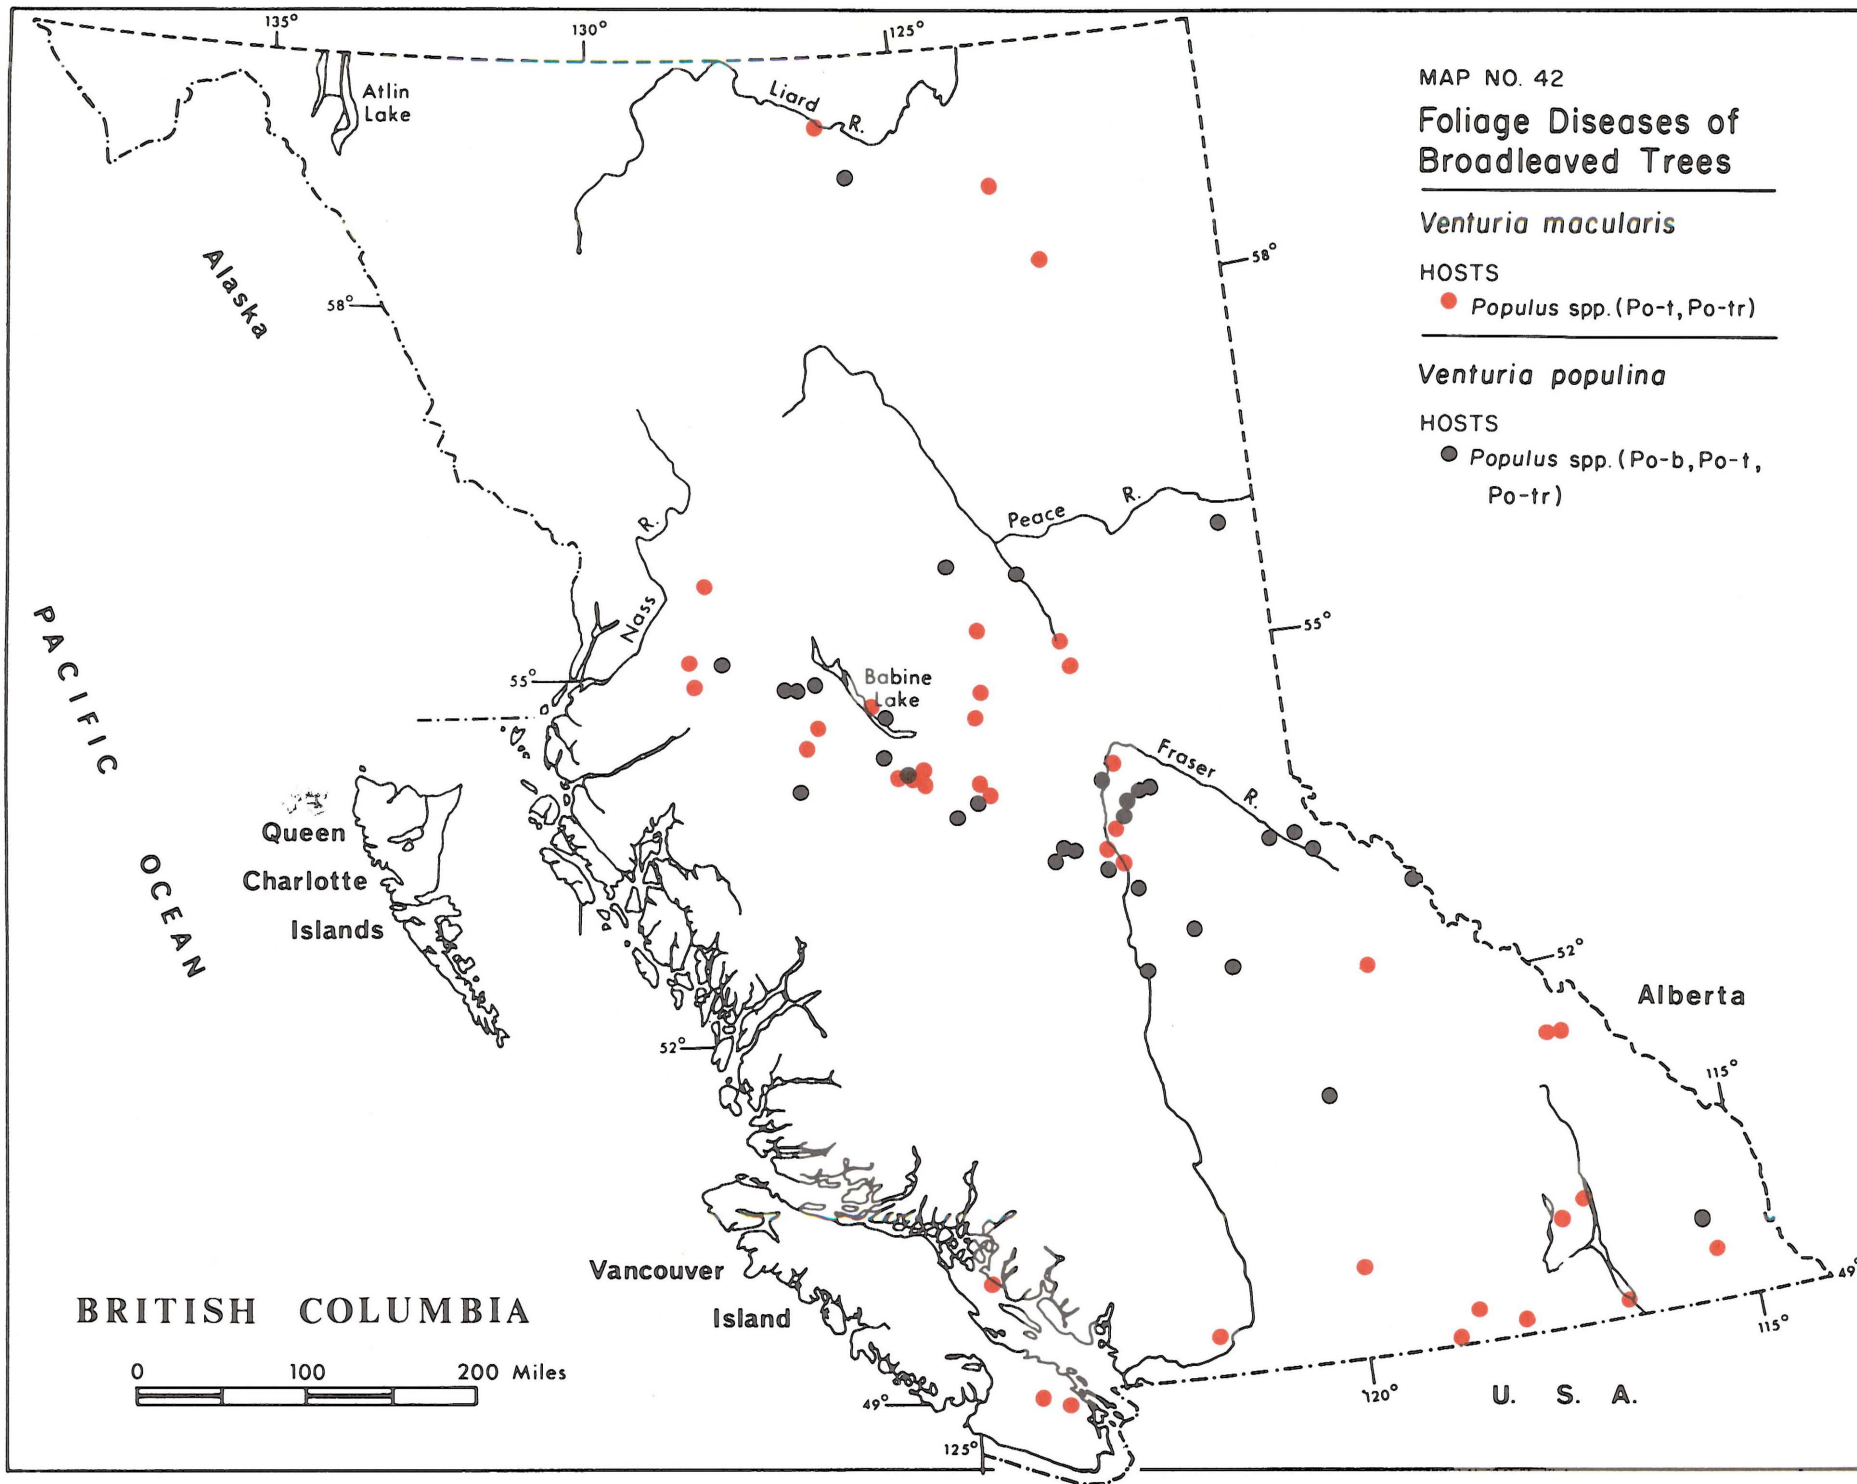 135°
130°
125°
MAP NO. 42
Foliage Diseases of
Broadleaved Trees
Venturia macularis
HOSTS
Populus spp. (Po-t, Po-tr)
Venturia populina
HOSTS
Populus spp. (Po-b, Po-t,
Po-tr)
Atlin
Lake
Liard
R.
Alaska
58°
58°
Peace
R.
R.
Nass
55°
55°
Babine
Lake
PACIFIC
OCEAN
Fraser
R.
Queen
Charlotte
Islands
52°
52°
Alberta
115°
Vancouver
Island
BRITISH COLUMBIA
0 100 200 Miles
49°
49°
125°
120°
115°
U. S. A.